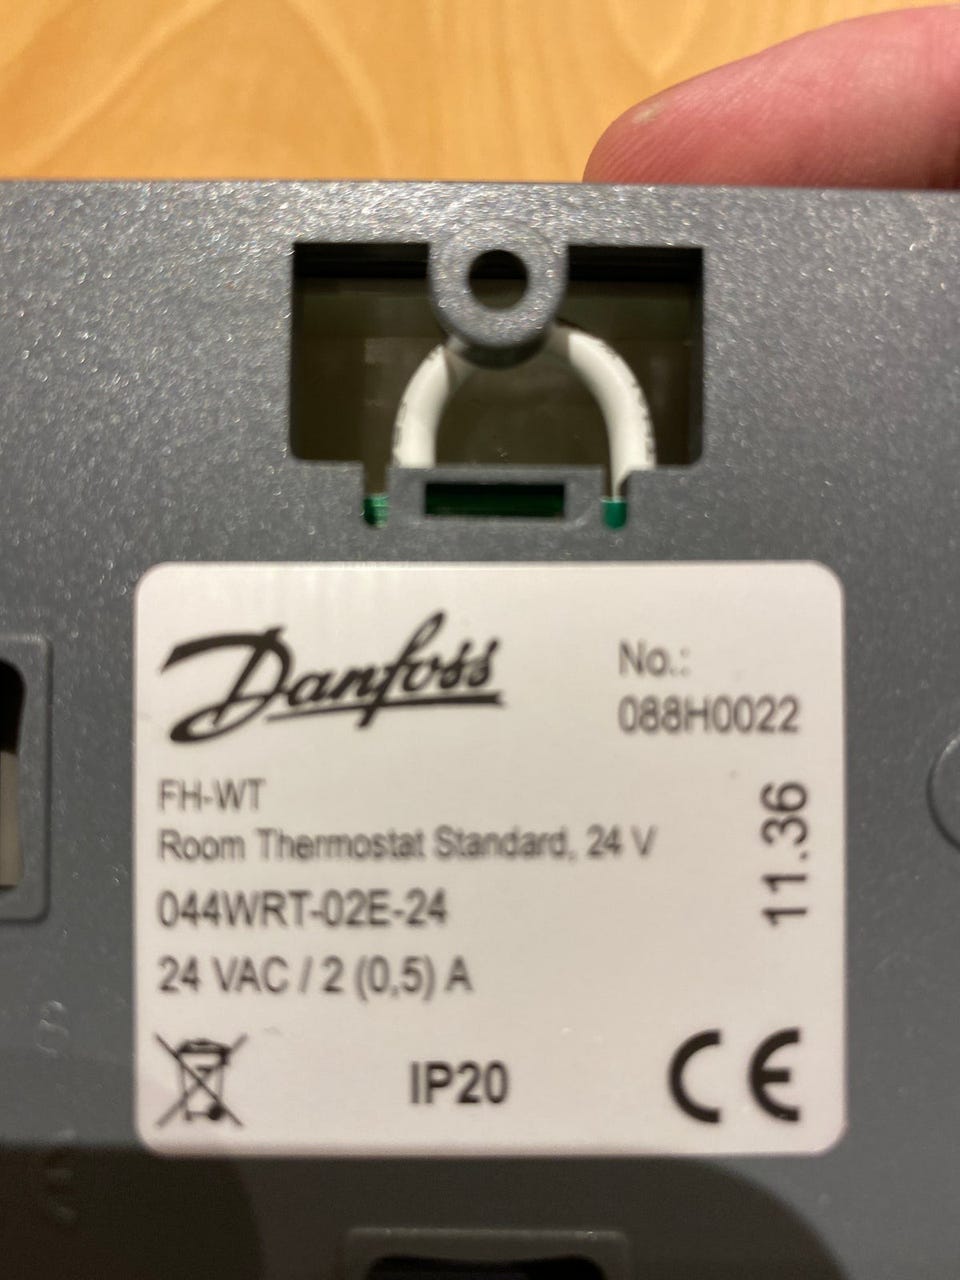 Danfoss
No.:
088H0022
FH-WT
Room Thermostat Standard, 24 V
044WRT-02E-24
24 VAC / 2 (0,5) A
11.36
IP20
CE